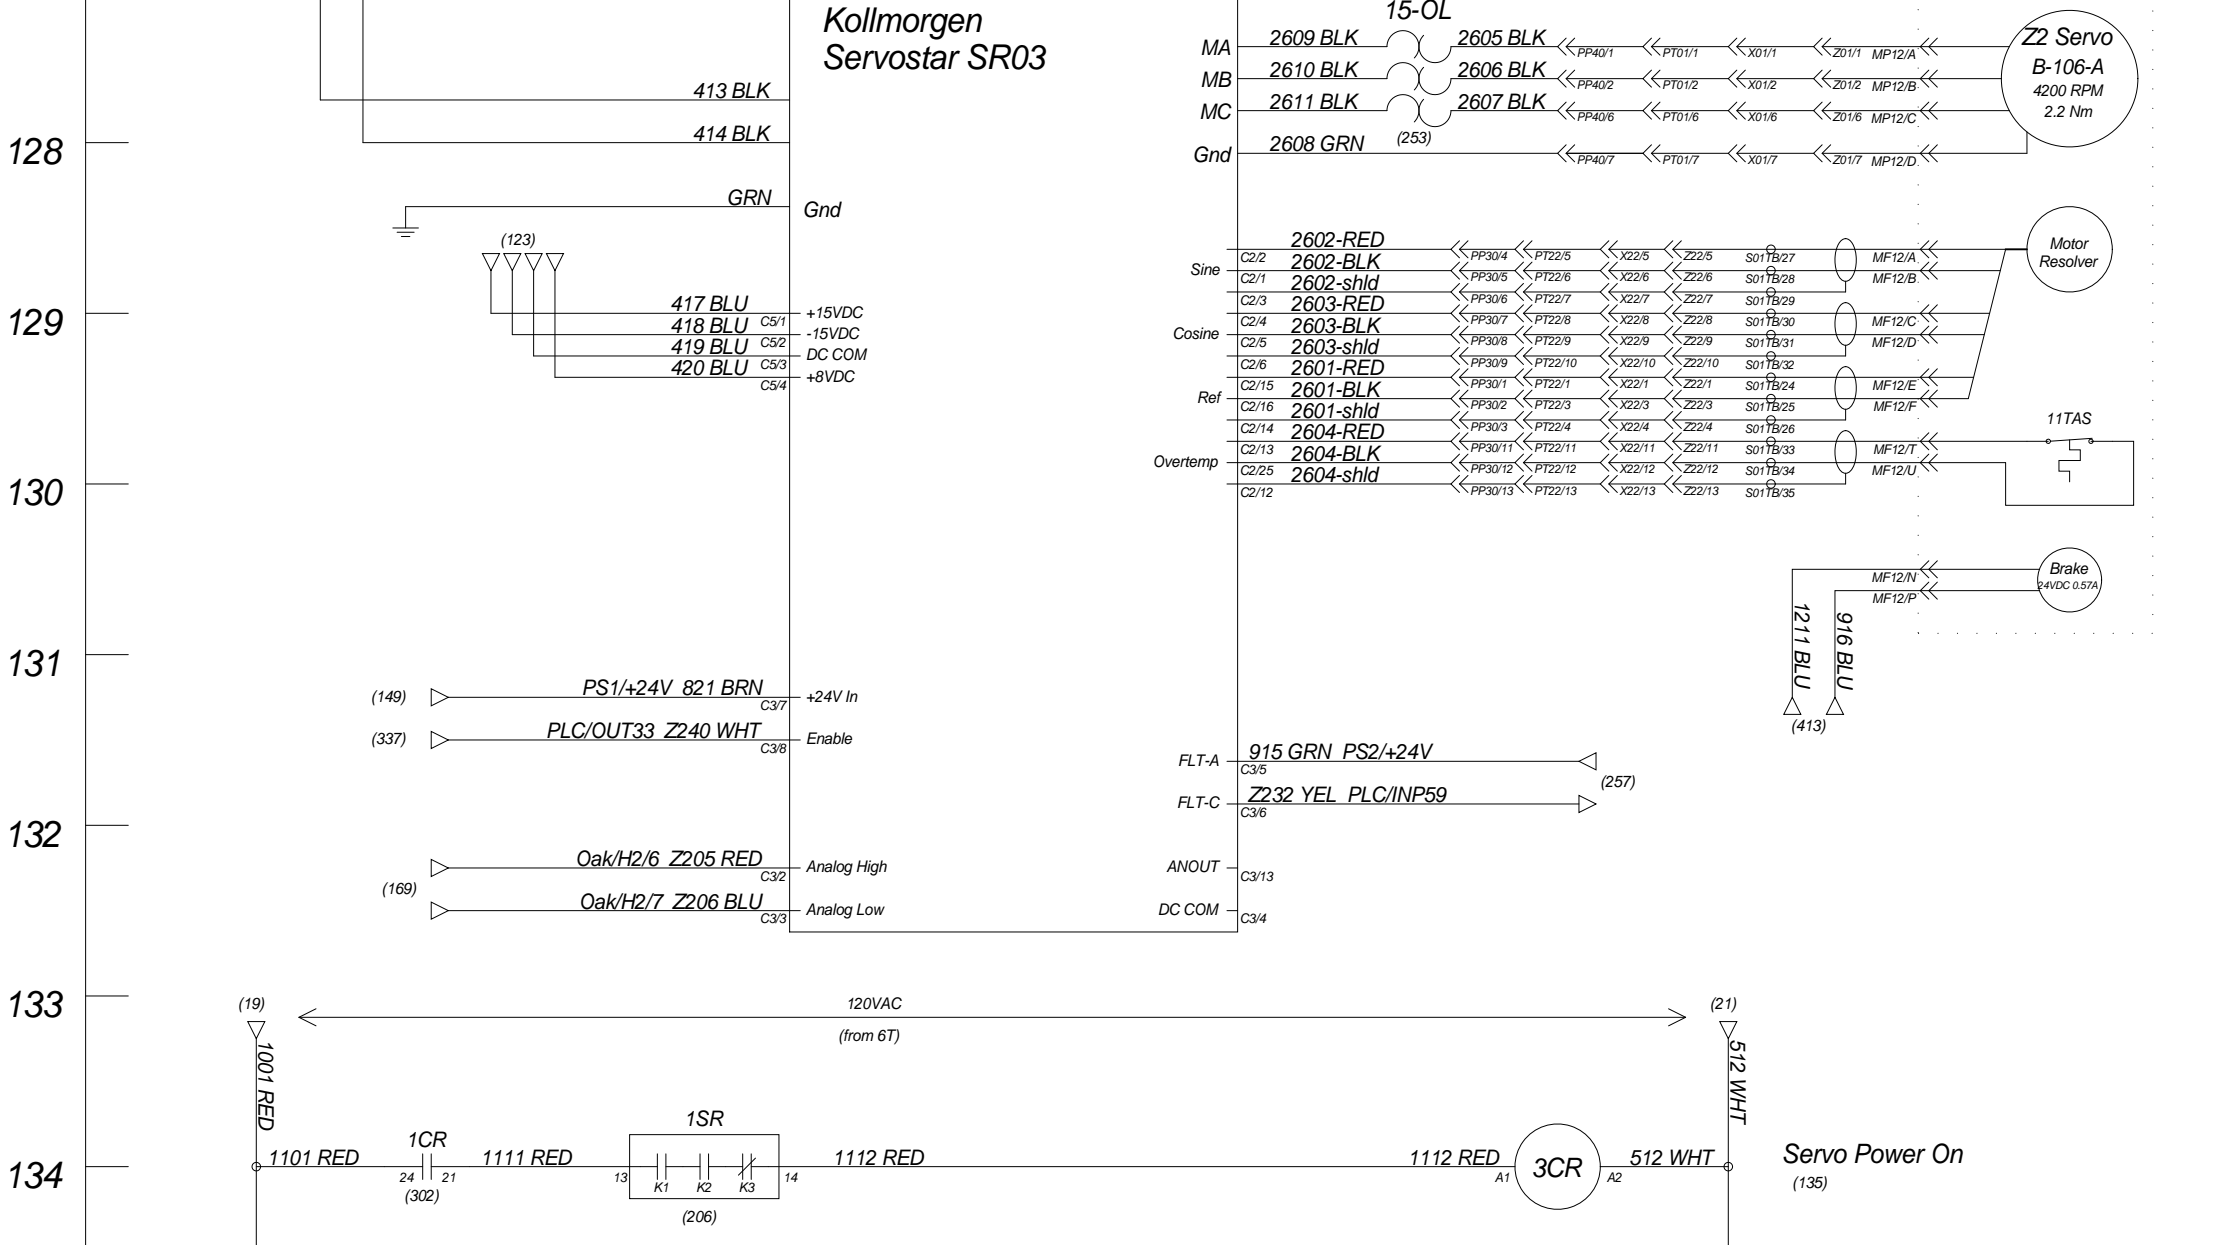 Kollmorgen
Servostar SR03
15-OL
MA 2609 BLK 2605 BLK PP40/1 PT01/1 X01/1 Z01/1 MP12/A
MB 2610 BLK 2606 BLK PP40/2 PT01/2 X01/2 Z01/2 MP12/B
MC 2611 BLK 2607 BLK PP40/6 PT01/6 X01/6 Z01/6 MP12/C
(253)
Gnd 2608 GRN PP40/7 PT01/7 X01/7 Z01/7 MP12/D
Z2 Servo
B-106-A
4200 RPM
2.2 Nm
413 BLK
128 414 BLK
GRN Gnd
(123)
129 417 BLU C5/1 +15VDC
418 BLU C5/2 -15VDC
419 BLU C5/3 DC COM
420 BLU C5/4 +8VDC
Sine
C2/2 2602-RED PP30/4 PT22/5 X22/5 Z22/5 S01TB/27 MF12/A
C2/1 2602-BLK PP30/5 PT22/6 X22/6 Z22/6 S01TB/28 MF12/B
C2/3 2602-shld PP30/6 PT22/7 X22/7 Z22/7 S01TB/29
Cosine
C2/4 2603-RED PP30/7 PT22/8 X22/8 Z22/8 S01TB/30 MF12/C
C2/5 2603-BLK PP30/8 PT22/9 X22/9 Z22/9 S01TB/31 MF12/D
C2/6 2603-shld PP30/9 PT22/10 X22/10 Z22/10 S01TB/32
Ref
C2/15 2601-RED PP30/1 PT22/1 X22/1 Z22/1 S01TB/24 MF12/E
C2/16 2601-BLK PP30/2 PT22/3 X22/3 Z22/3 S01TB/25 MF12/F
C2/14 2601-shld PP30/3 PT22/4 X22/4 Z22/4 S01TB/26
Overtemp
C2/13 2604-RED PP30/11 PT22/11 X22/11 Z22/11 S01TB/33 MF12/T
C2/25 2604-BLK PP30/12 PT22/12 X22/12 Z22/12 S01TB/34 MF12/U
C2/12 2604-shld PP30/13 PT22/13 X22/13 Z22/13 S01TB/35
Motor
Resolver
11TAS
130
MF12/N
MF12/P
Brake
24VDC 0.57A
1211 BLU
916 BLU
(413)
131
(149) PS1/+24V 821 BRN C3/7 +24V In
(337) PLC/OUT33 Z240 WHT C3/8 Enable
FLT-A C3/5 915 GRN PS2/+24V
(257)
FLT-C C3/6 Z232 YEL PLC/INP59
132
Oak/H2/6 Z205 RED C3/2 Analog High
(169)
Oak/H2/7 Z206 BLU C3/3 Analog Low
ANOUT C3/13
DC COM C3/4
133
(19) 120VAC (21)
(from 6T)
1001 RED
512 WHT
134
1101 RED 24 1CR 21 1111 RED 13 1SR 14 1112 RED 1112 RED A1 3CR A2 512 WHT
(302)
K1 K2 K3
(206)
Servo Power On
(135)